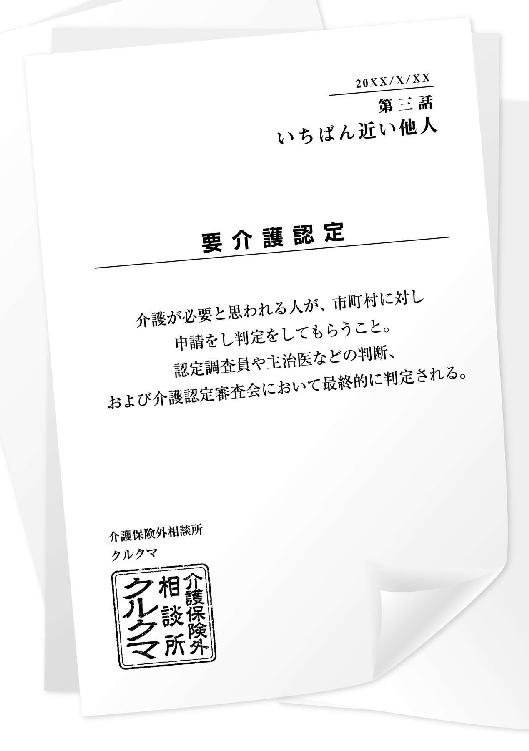 20XX/X/XX
第三話
いちばん近い他人
要介護認定
介護が必要と思われる人が、市町村に対し
申請をし判定をしてもらうこと。
認定調査員や主治医などの判断、
および介護認定審査会において最終的に判定される。
介護保険外相談所
クルクマ
介護保険外
相談所
クルクマ